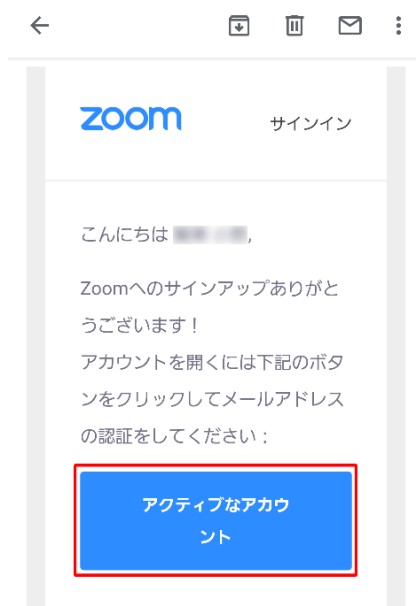 zoom
サインイン
こんにちは ,
Zoomへのサインアップありがと
うございます！
アカウントを開くには下記のボタ
ンをクリックしてメールアドレス
の認証をしてください：
アクティブなアカウ
ント